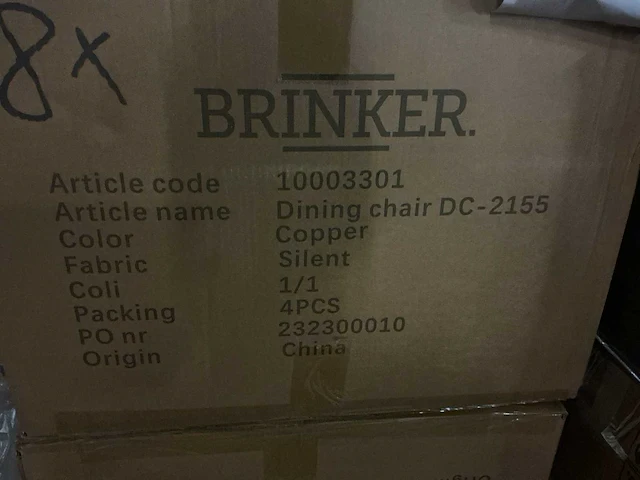 8x
BRINKER.
Article code 10003301
Article name Dining chair DC-2155
Color Copper
Fabric Silent
Coli 1/1
Packing 4PCS
PO nr 232300010
Origin China